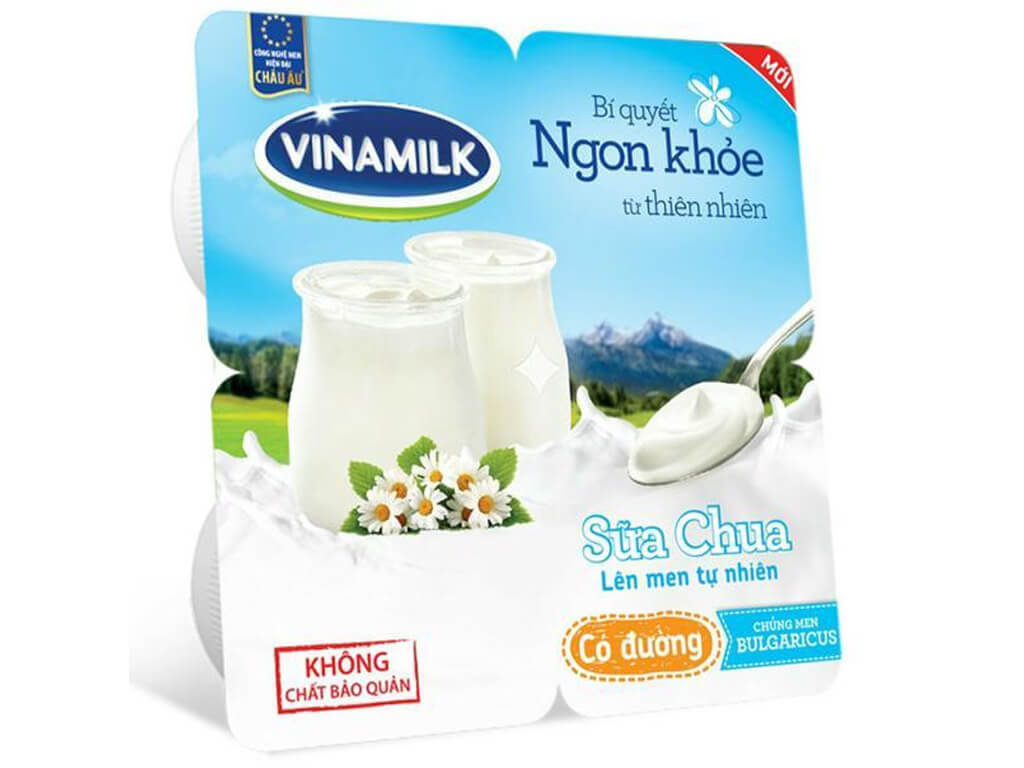 CÔNG NGHỆ MEN
HIỆN ĐẠI
CHÂU ÂU
VINAMILK
MỚI
Bí quyết
Ngon khỏe
từ thiên nhiên
Sữa Chua
Lên men tự nhiên
Có đường
CHỦNG MEN
BULGARICUS
KHÔNG
CHẤT BẢO QUẢN